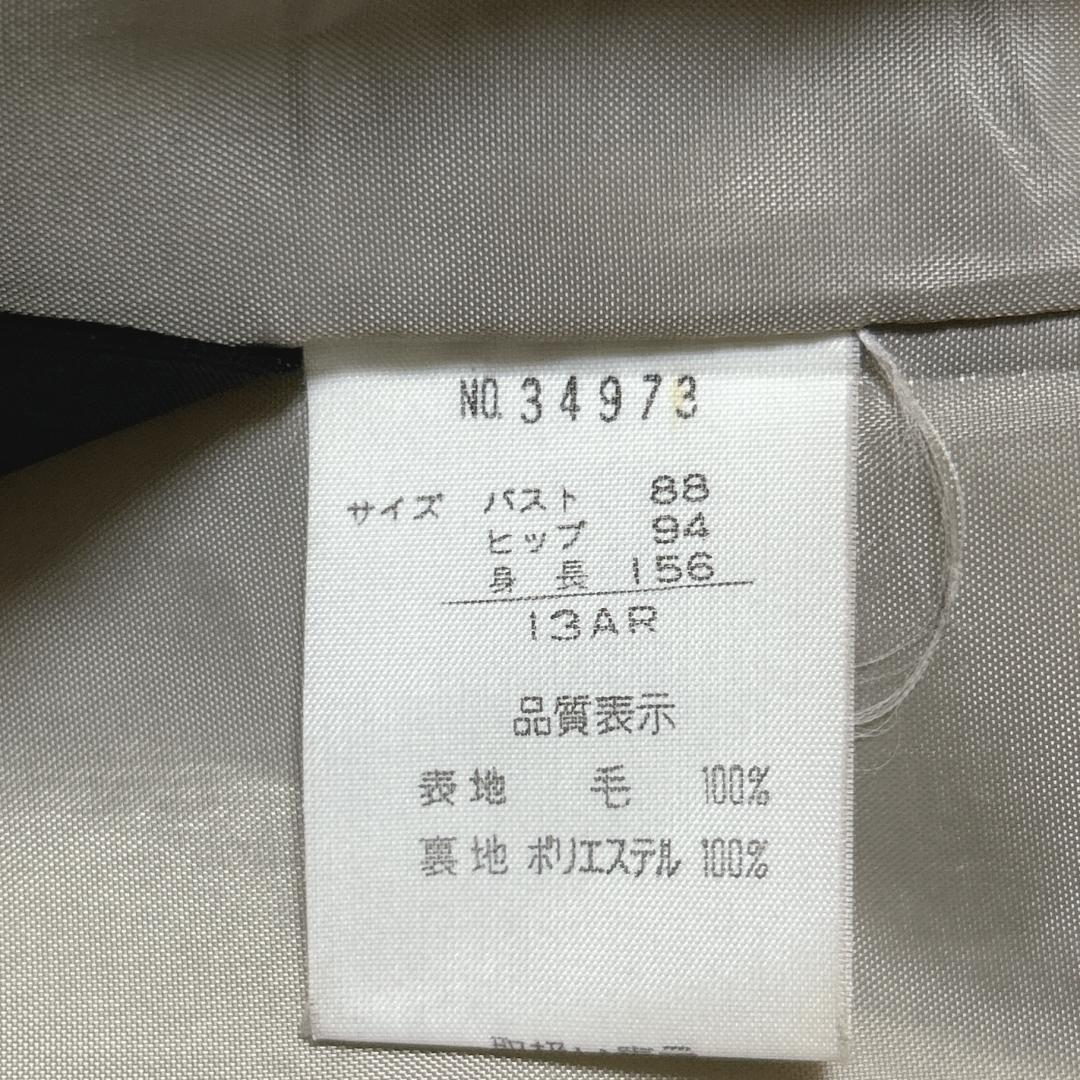 NO. 34973
サイズ バスト 88
ヒップ 94
身長 156
13AR
品質表示
表地 毛 100%
裏地 ポリエステル 100%